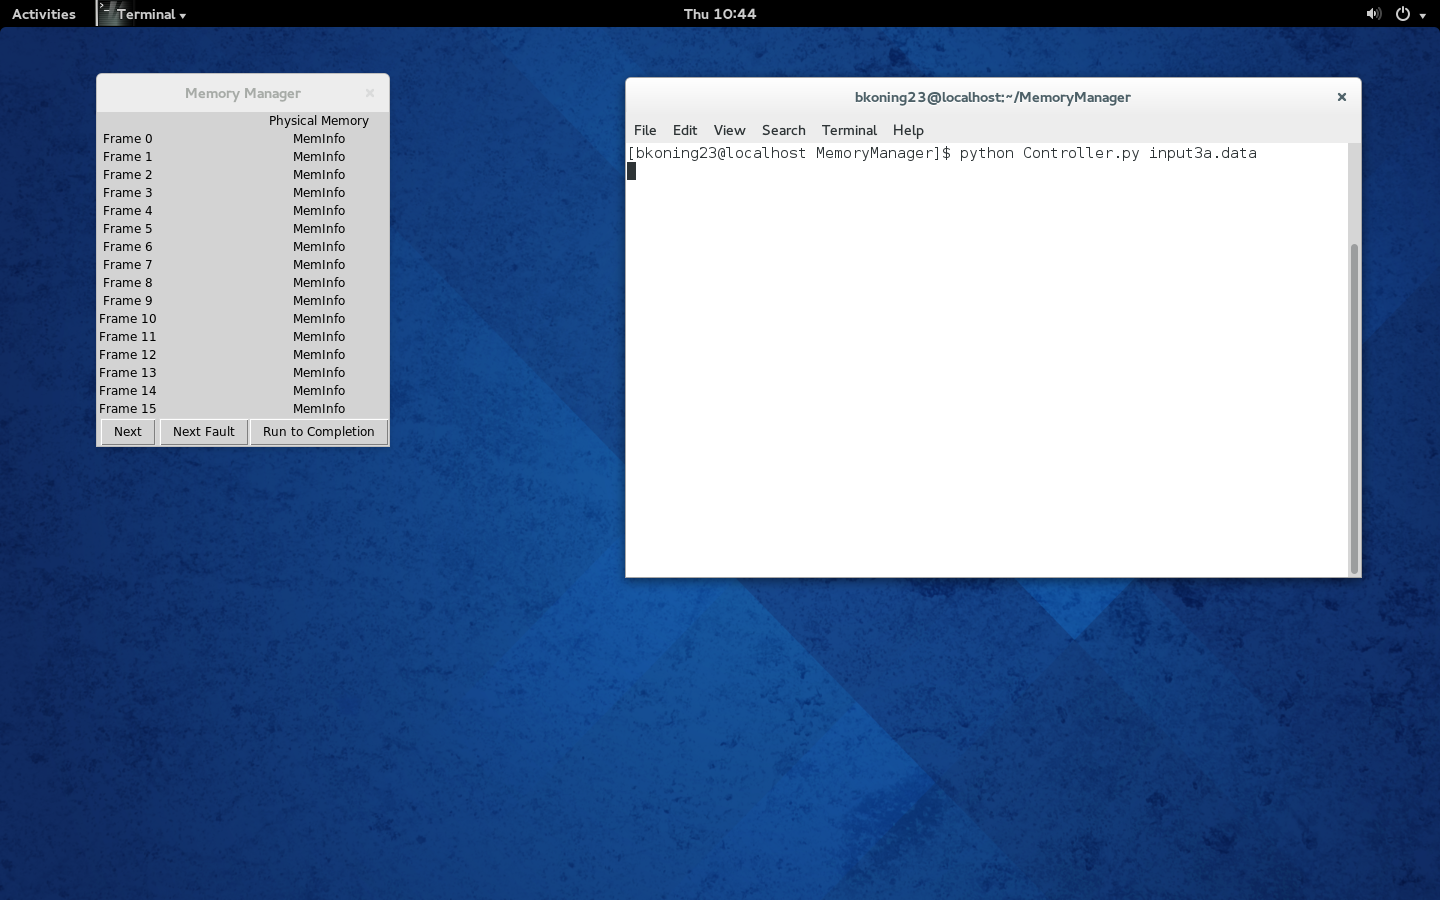 Activities Terminal Thu 10:44
Memory Manager
Physical Memory
Frame 0 MemInfo
Frame 1 MemInfo
Frame 2 MemInfo
Frame 3 MemInfo
Frame 4 MemInfo
Frame 5 MemInfo
Frame 6 MemInfo
Frame 7 MemInfo
Frame 8 MemInfo
Frame 9 MemInfo
Frame 10 MemInfo
Frame 11 MemInfo
Frame 12 MemInfo
Frame 13 MemInfo
Frame 14 MemInfo
Frame 15 MemInfo
Next Next Fault Run to Completion
bkoning23@localhost:~/MemoryManager
File Edit View Search Terminal Help
[bkoning23@localhost MemoryManager]$ python Controller.py input3a.data